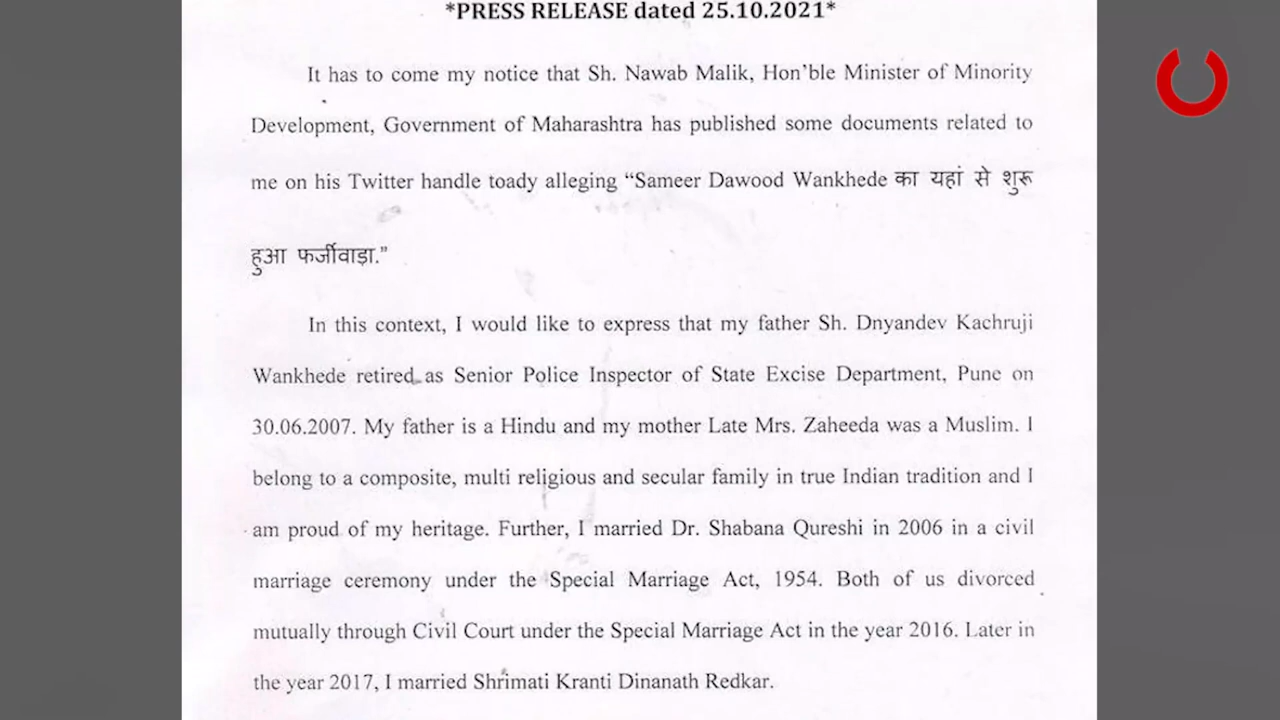 *PRESS RELEASE dated 25.10.2021*
It has to come my notice that Sh. Nawab Malik, Hon’ble Minister of Minority
Development, Government of Maharashtra has published some documents related to
me on his Twitter handle toady alleging “Sameer Dawood Wankhede का यहां से शुरू
हुआ फर्जीवाड़ा.”
In this context, I would like to express that my father Sh. Dnyandev Kachruji
Wankhede retired as Senior Police Inspector of State Excise Department, Pune on
30.06.2007. My father is a Hindu and my mother Late Mrs. Zaheeda was a Muslim. I
belong to a composite, multi religious and secular family in true Indian tradition and I
am proud of my heritage. Further, I married Dr. Shabana Qureshi in 2006 in a civil
marriage ceremony under the Special Marriage Act, 1954. Both of us divorced
mutually through Civil Court under the Special Marriage Act in the year 2016. Later in
the year 2017, I married Shrimati Kranti Dinanath Redkar.